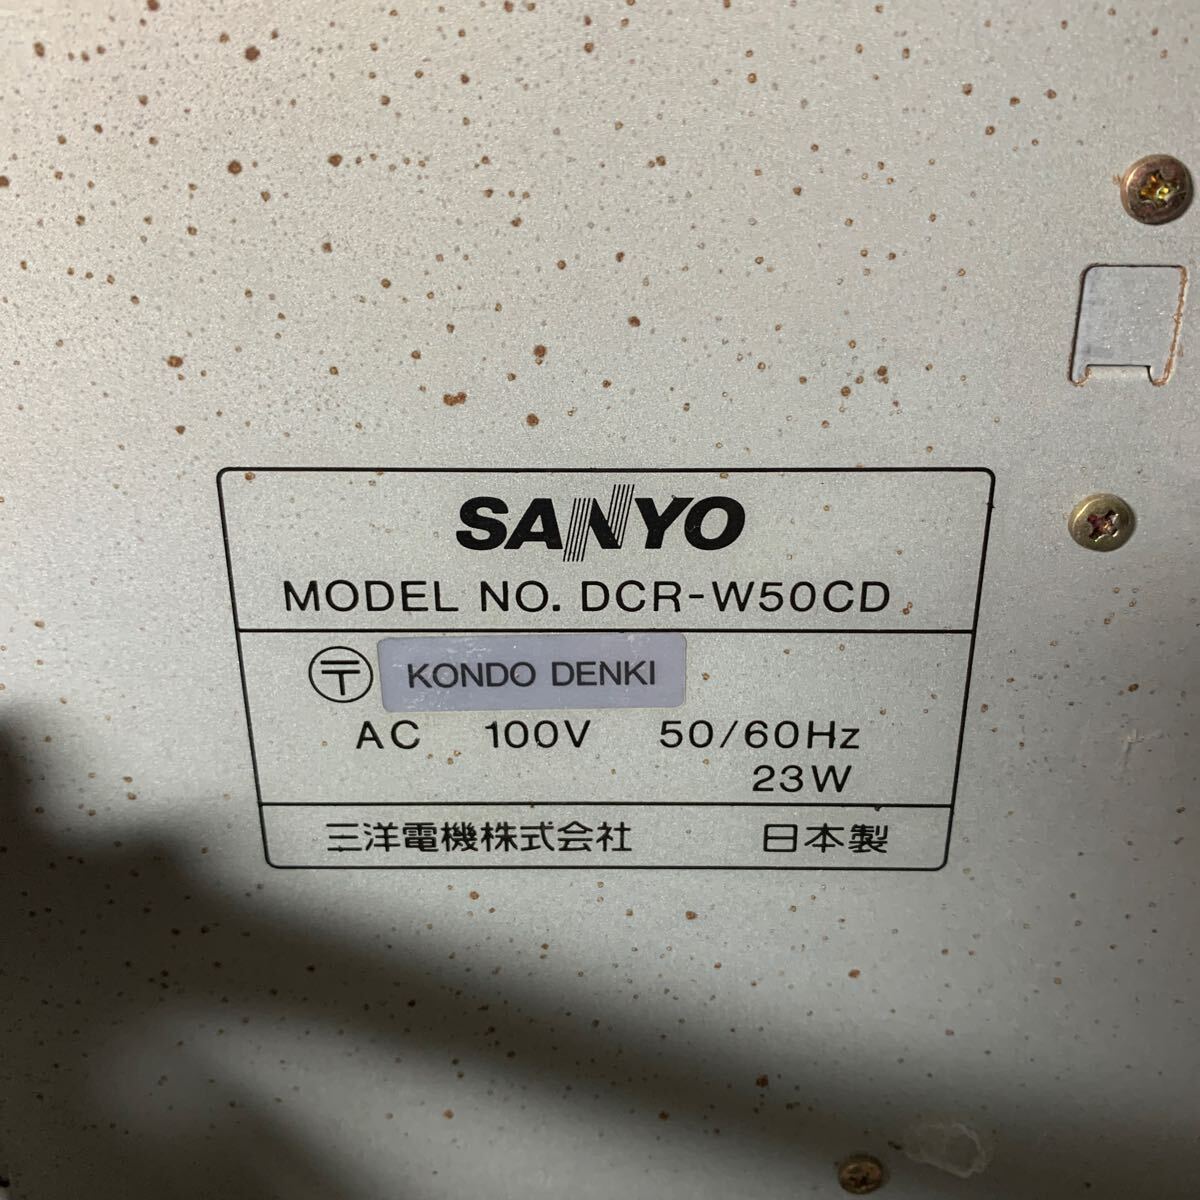 SANYO
MODEL NO. DCR-W50CD
〒 KONDO DENKI
AC 100V 50/60Hz
23W
三洋電機株式会社 日本製